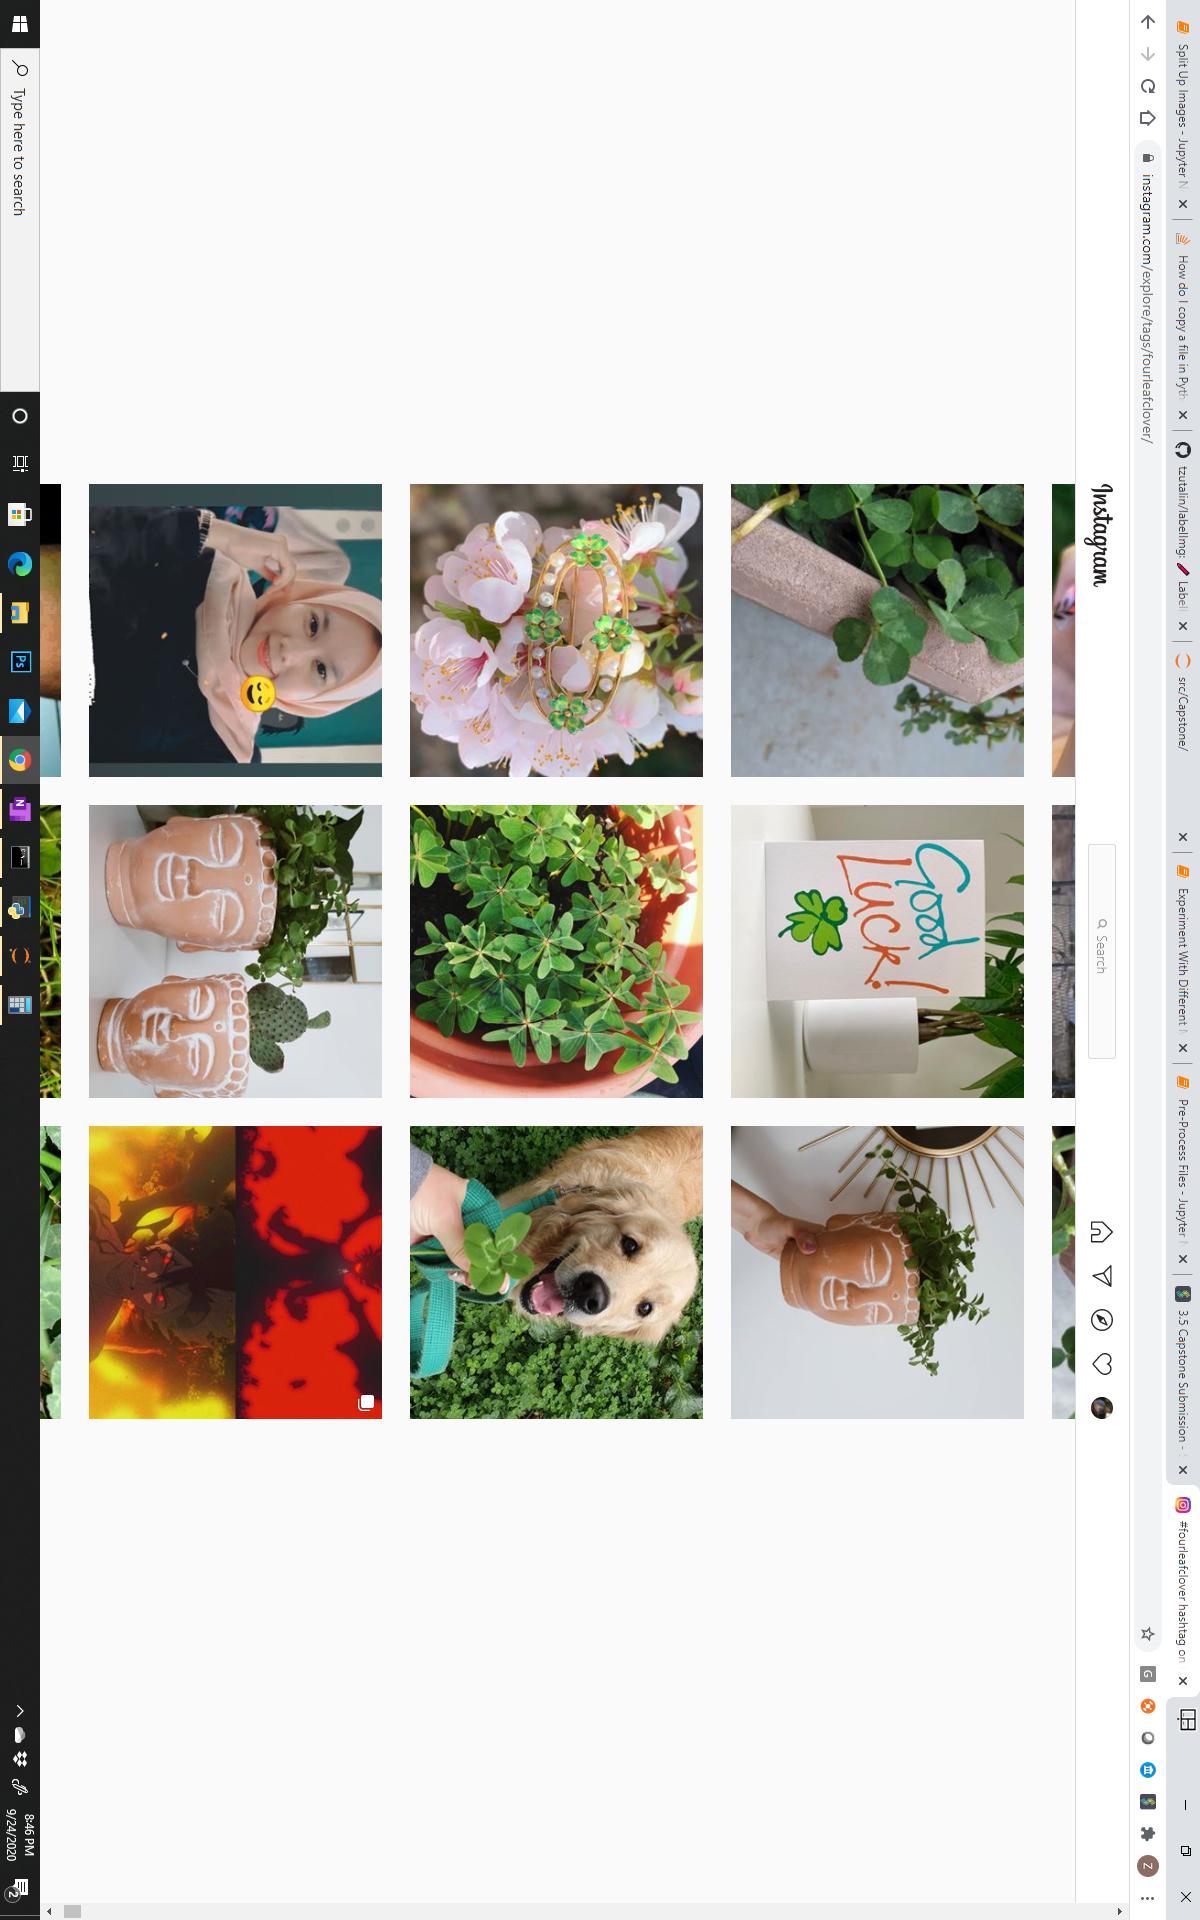 Split Up Images - Jupyter N
How do I copy a file in Pyth
tzutalin/labelImg: Label
src/Capstone/
Experiment With Different
Pre-Process Files - Jupyter
3.5 Capstone Submission -
#fourleafclover hashtag on
instagram.com/explore/tags/fourleafclover/
G
Z
Instagram
Search
Good
Luck!
Type here to search
Ps
N
8:46 PM
9/24/2020
2